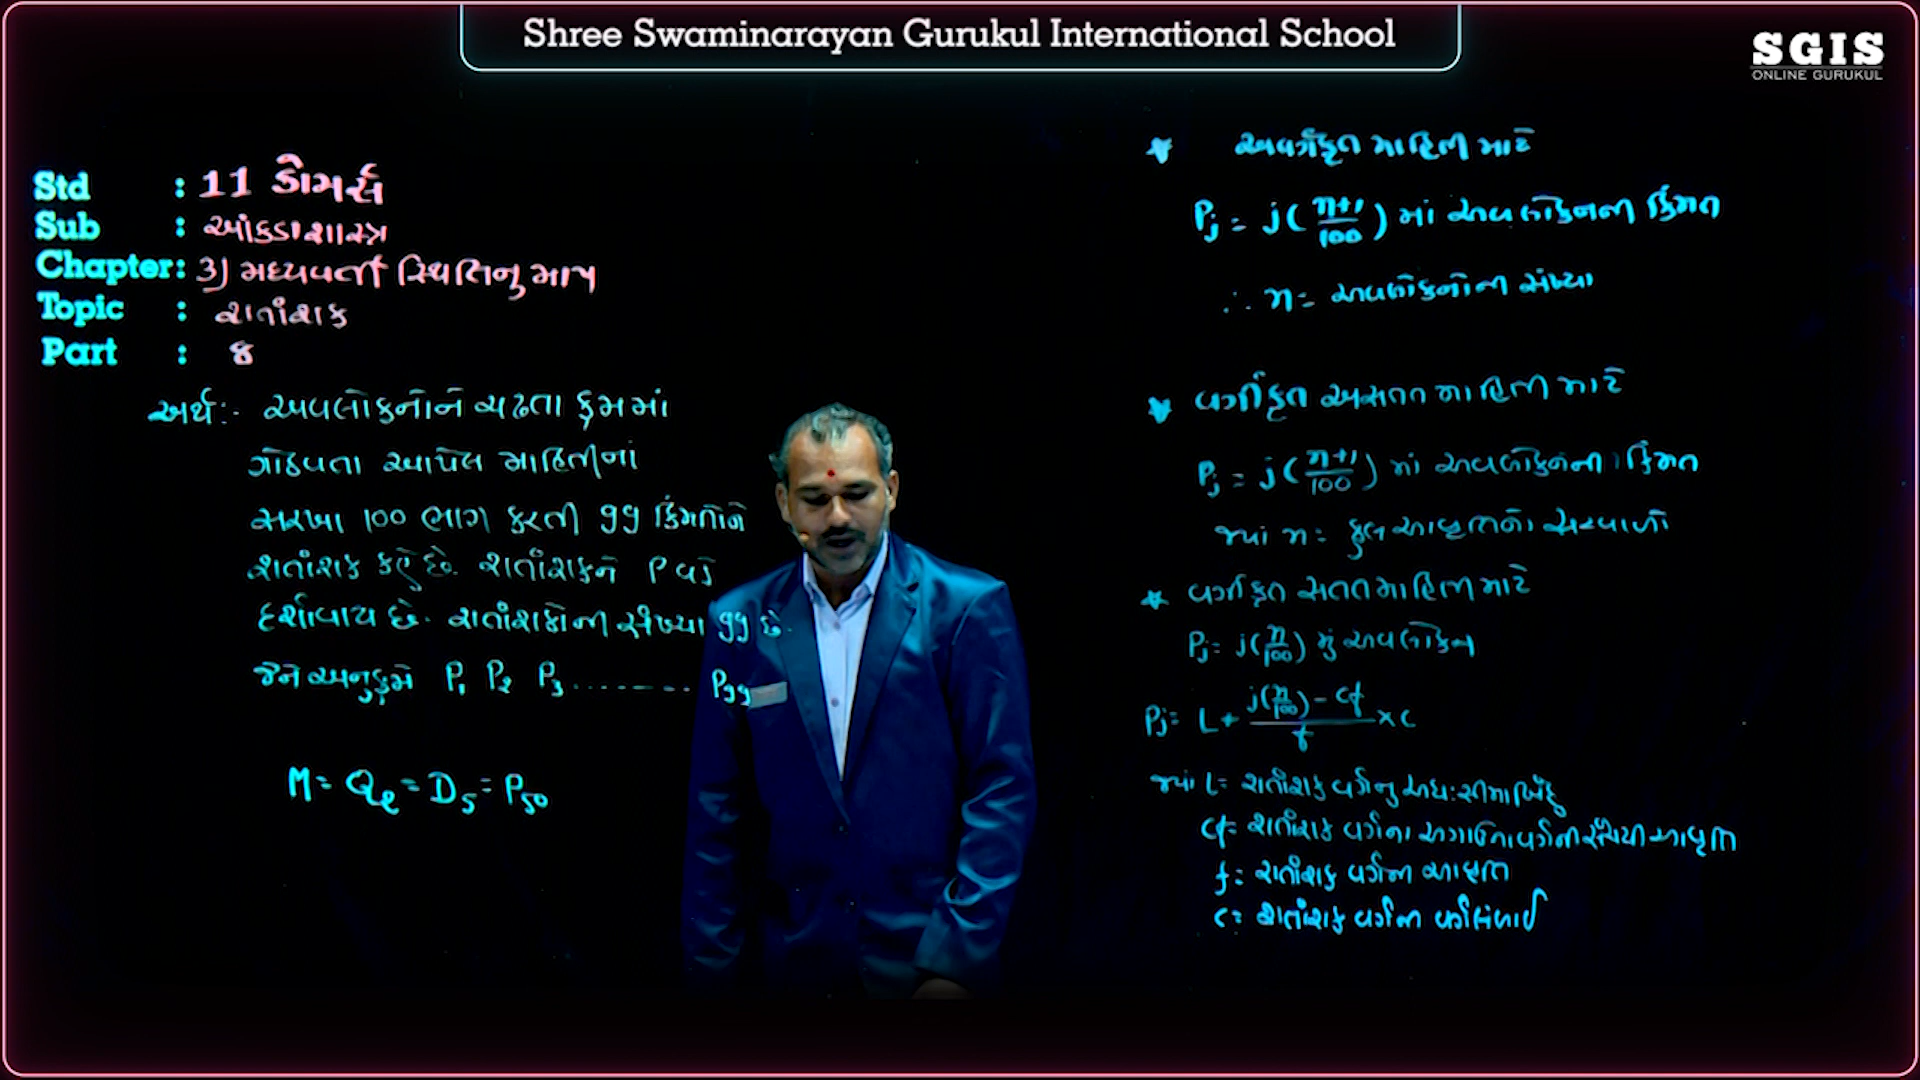 Shree Swaminarayan Gurukul International School
SGIS
ONLINE GURUKUL
Std : 11 કોમર્સ
Sub : આંકડાશાસ્ત્ર
Chapter: 3) મધ્યવર્તી સ્થિતિનુ માપ
Topic : શતાંશક
Part : 8
અર્થ:- અવલોકનોને ચઢતા ક્રમમાં
ગોઠવતા આપેલ માહિતીનાં
સરખા 100 ભાગ કરતી 99 કિંમતોને
શતાંશક કહે છે. શતાંશકને P વડે
દર્શાવાય છે. શતાંશકોની સંખ્યા 99 છે.
જેને અનુક્રમે P₁ P₂ P₃ ........ P₉₉
M = Q₂ = D₅ = P₅₀
★ અવર્ગીકૃત માહિતી માટે
Pj = j(n+1/100) માં અવલોકનની કિંમત
∴ n = અવલોકનોની સંખ્યા
★ વર્ગીકૃત અસતત માહિતી માટે
Pj = j(n+1/100) માં અવલોકનની કિંમત
જ્યાં n = કુલ આવૃત્તિનો સરવાળો
★ વર્ગીકૃત સતત માહિતી માટે
Pj = j(n/100) મું અવલોકન
Pj = L + j(n/100) - cf / f × c
જ્યાં L = શતાંશક વર્ગનુ અધ:સીમાબિંદુ
cf = શતાંશક વર્ગના આગળના વર્ગની સંચયી આવૃત્તિ
f = શતાંશક વર્ગની આવૃત્તિ
c = શતાંશક વર્ગની વર્ગલંબાઈ